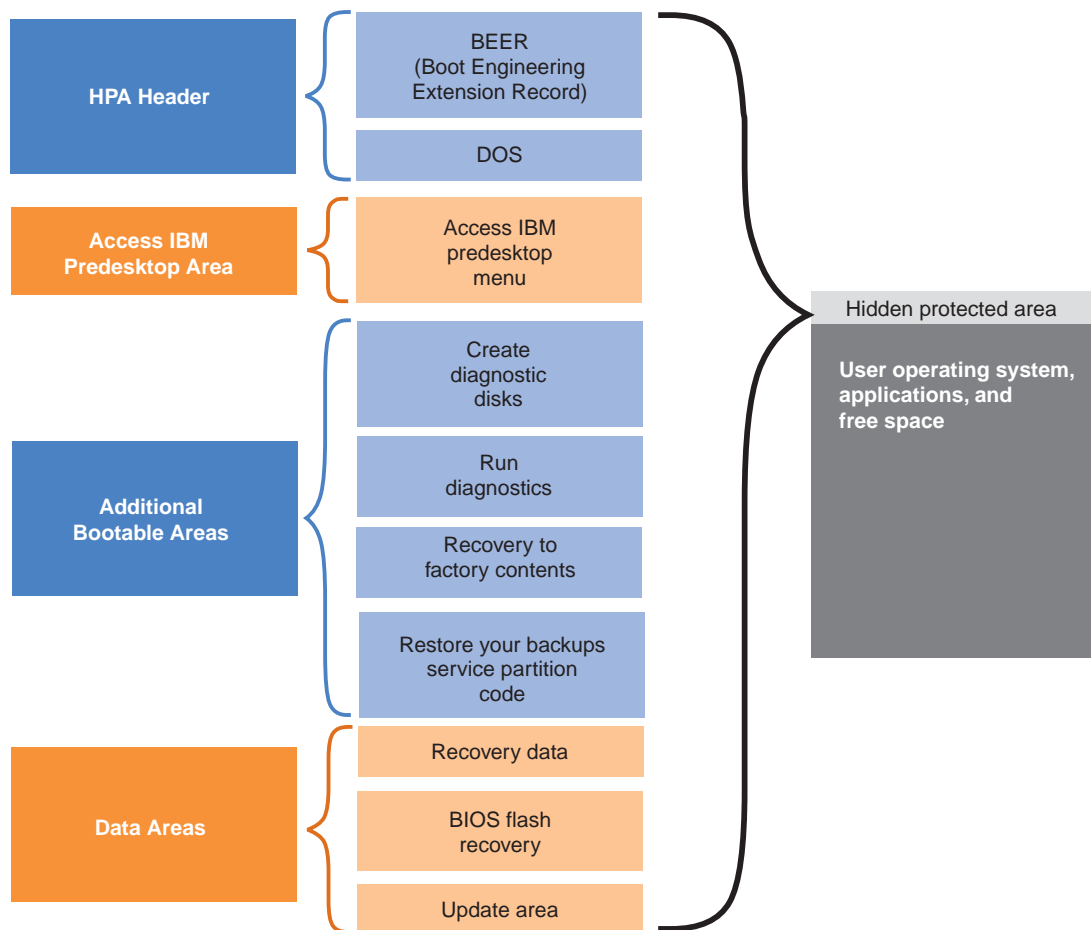 HPA Header
BEER
(Boot Engineering
Extension Record)
DOS
Access IBM
Predesktop Area
Access IBM
predesktop
menu
Additional
Bootable Areas
Create
diagnostic
disks
Run
diagnostics
Recovery to
factory contents
Restore your backups
service partition
code
Data Areas
Recovery data
BIOS flash
recovery
Update area
Hidden protected area
User operating system,
applications, and
free space